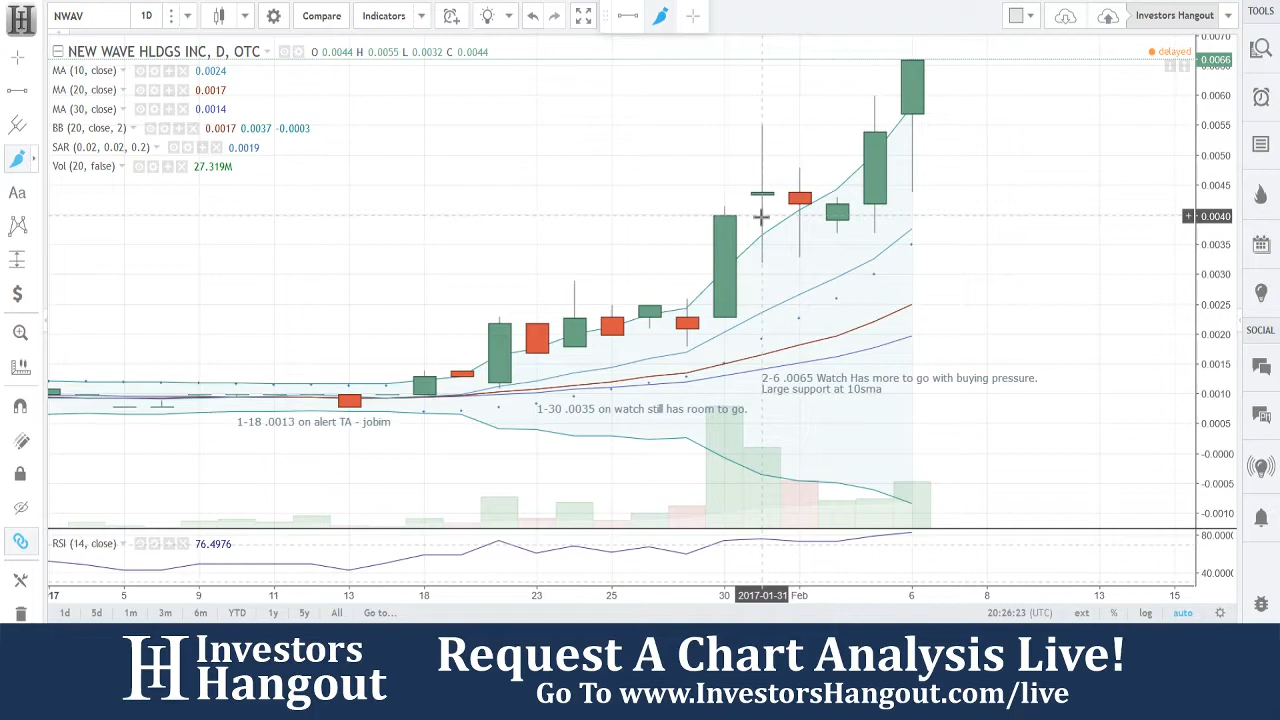 NWAV
1D
Compare
Indicators
Investors Hangout
TOOLS
NEW WAVE HLDGS INC, D, OTC
O 0.0044 H 0.0055 L 0.0032 C 0.0044
delayed
MA (10, close) 0.0024
MA (20, close) 0.0017
MA (30, close) 0.0014
BB (20, close, 2) 0.0017 0.0037 -0.0003
SAR (0.02, 0.02, 0.2) 0.0019
Vol (20, false) 27.319M
0.0070
0.0066
0.0060
0.0055
0.0050
0.0045
0.0040
0.0035
0.0030
0.0025
0.0020
0.0015
0.0010
0.0005
-0.0000
-0.0005
-0.0010
SOCIAL
2-6 .0065 Watch Has more to go with buying pressure.
Large support at 10sma
1-30 .0035 on watch still has room to go.
1-18 .0013 on alert TA - jobim
RSI (14, close) 76.4976
80.0000
40.0000
17 5 9 13 18 23 25 30 2017-01-31 Feb 6 8 13 15
1d 5d 1m 3m 6m YTD 1y 5y All Go to...
20:26:23 (UTC) ext % log auto
Investors
Hangout
Request A Chart Analysis Live!
Go To www.InvestorsHangout.com/live